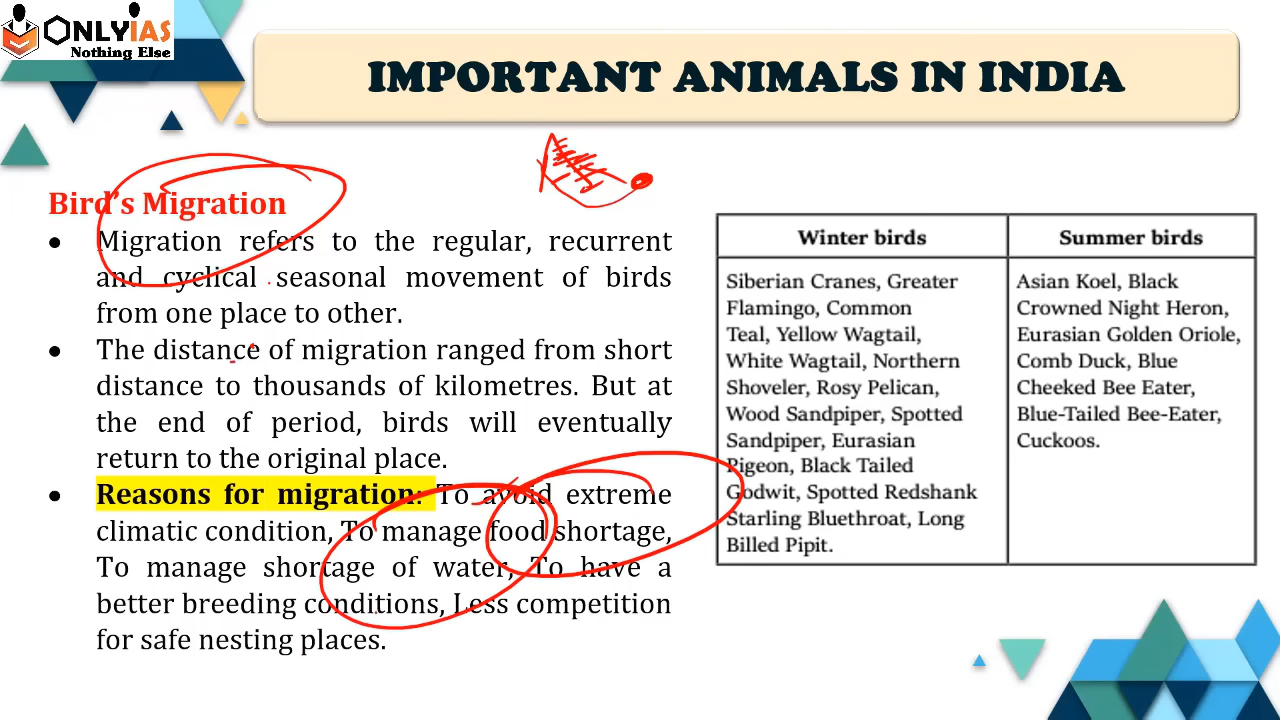 ONLYIAS
Nothing Else
IMPORTANT ANIMALS IN INDIA
Bird's Migration
• Migration refers to the regular, recurrent
and cyclical seasonal movement of birds
from one place to other.
• The distance of migration ranged from short
distance to thousands of kilometres. But at
the end of period, birds will eventually
return to the original place.
• Reasons for migration: To avoid extreme
climatic condition, To manage food shortage,
To manage shortage of water, To have a
better breeding conditions, Less competition
for safe nesting places.
Winter birds
Siberian Cranes, Greater
Flamingo, Common
Teal, Yellow Wagtail,
White Wagtail, Northern
Shoveler, Rosy Pelican,
Wood Sandpiper, Spotted
Sandpiper, Eurasian
Pigeon, Black Tailed
Godwit, Spotted Redshank
Starling Bluethroat, Long
Billed Pipit.
Summer birds
Asian Koel, Black
Crowned Night Heron,
Eurasian Golden Oriole,
Comb Duck, Blue
Cheeked Bee Eater,
Blue-Tailed Bee-Eater,
Cuckoos.